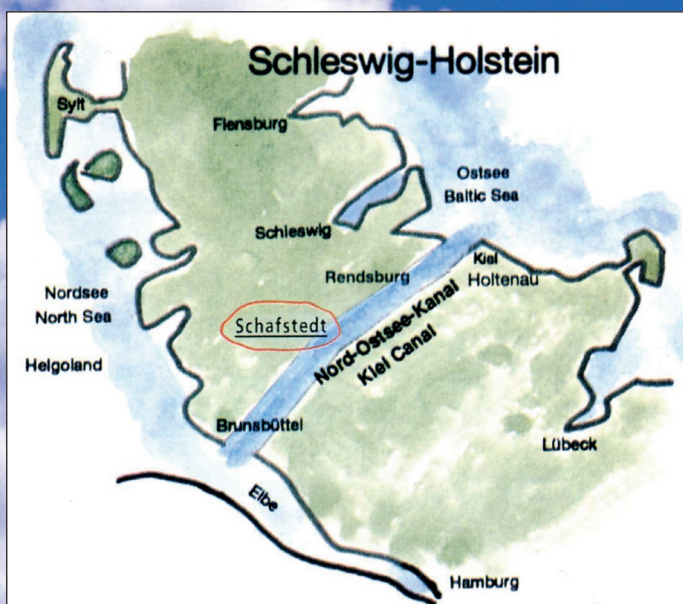 Schleswig-Holstein
Sylt
Flensburg
Ostsee
Baltic Sea
Schleswig
Rendsburg
Kiel
Holtenau
Nordsee
North Sea
Schafstedt
Nord-Ostsee-Kanal
Kiel Canal
Helgoland
Brunsbüttel
Lübeck
Elbe
Hamburg